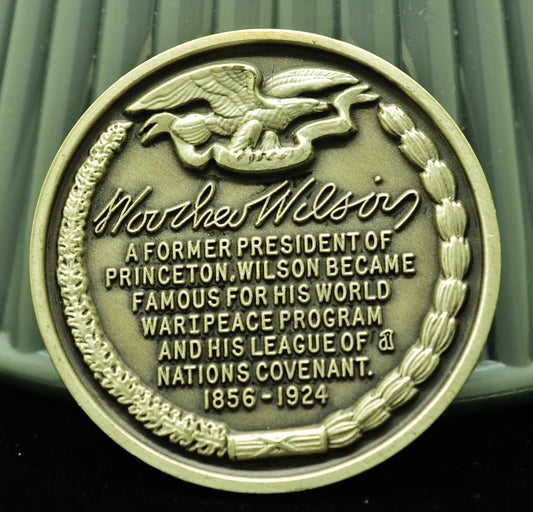 Woodrow Wilson
A FORMER PRESIDENT OF
PRINCETON. WILSON BECAME
FAMOUS FOR HIS WORLD
WAR I PEACE PROGRAM
AND HIS LEAGUE OF
NATIONS COVENANT.
1856-1924